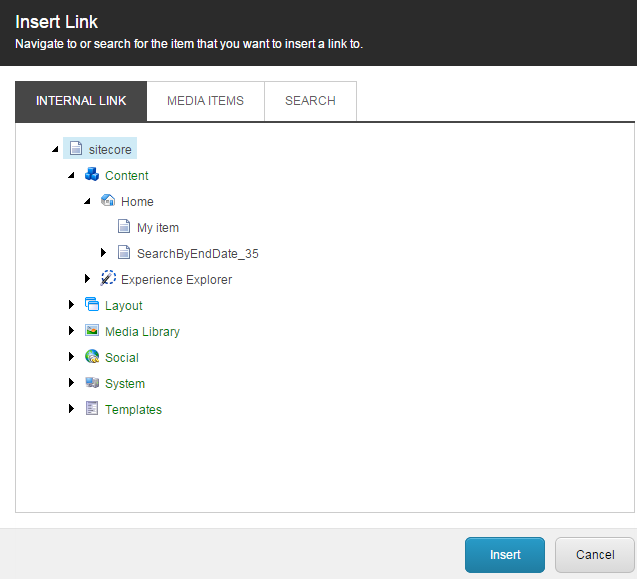 Insert Link
Navigate to or search for the item that you want to insert a link to.
INTERNAL LINK MEDIA ITEMS SEARCH
sitecore
Content
Home
My item
SearchByEndDate_35
Experience Explorer
Layout
Media Library
Social
System
Templates
Insert Cancel